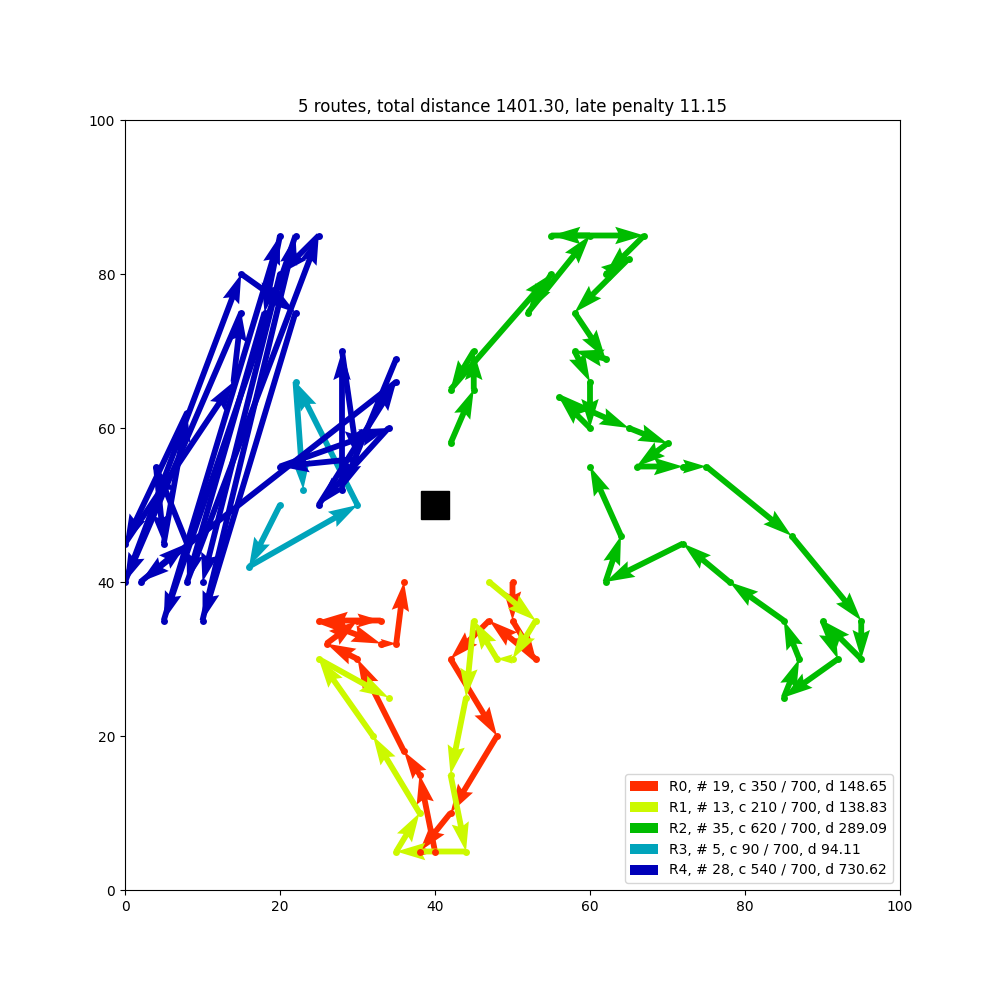 5 routes, total distance 1401.30, late penalty 11.15
100
80
60
40
20
0
0 20 40 60 80 100
R0, # 19, c 350 / 700, d 148.65
R1, # 13, c 210 / 700, d 138.83
R2, # 35, c 620 / 700, d 289.09
R3, # 5, c 90 / 700, d 94.11
R4, # 28, c 540 / 700, d 730.62